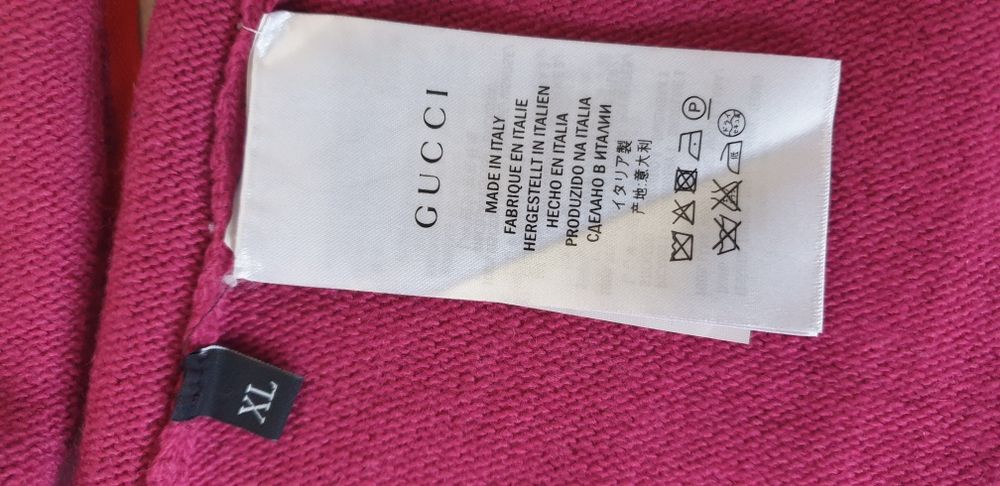 GUCCI
MADE IN ITALY
FABRIQUE EN ITALIE
HERGESTELLT IN ITALIEN
HECHO EN ITALIA
PRODUZIDO NA ITALIA
СДЕЛАНО В ИТАЛИИ
イタリア製
产地:意大利
P
XL